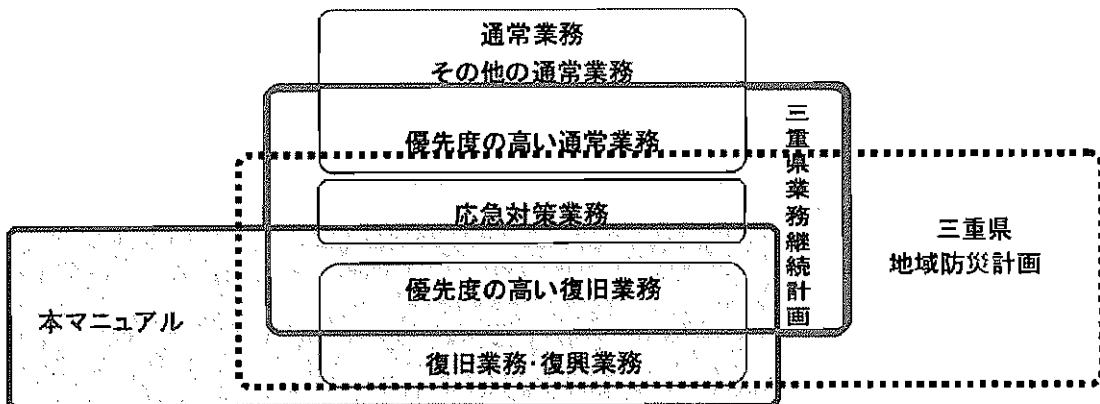 通常業務
その他の通常業務
優先度の高い通常業務
三重県業務継続計画
応急対策業務
三重県
地域防災計画
優先度の高い復旧業務
本マニュアル
復旧業務・復興業務